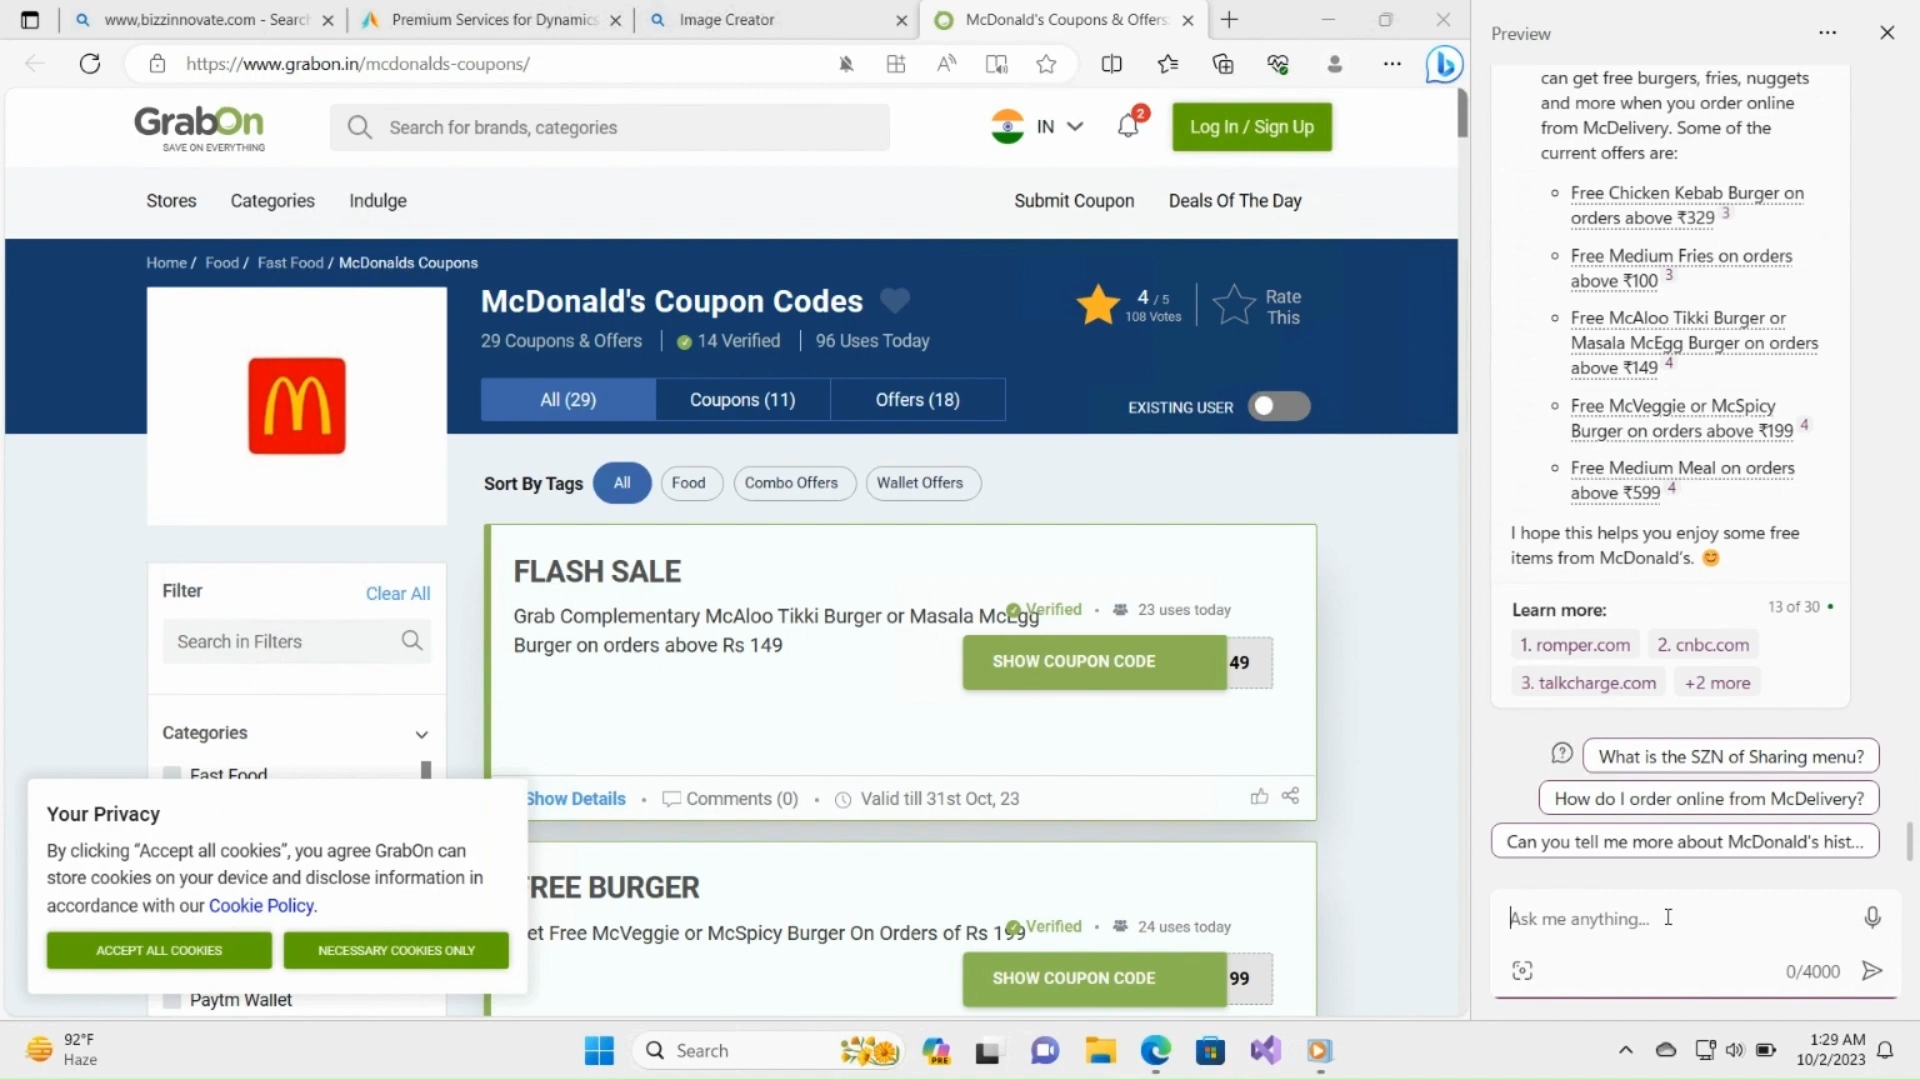 www,bizzinnovate.com - Search
Premium Services for Dynamics
Image Creator
McDonald's Coupons & Offers
https://www.grabon.in/mcdonalds-coupons/
GrabOn
SAVE ON EVERYTHING
Search for brands, categories
IN
2
Log In / Sign Up
Stores
Categories
Indulge
Submit Coupon
Deals Of The Day
Home / Food / Fast Food / McDonalds Coupons
McDonald's Coupon Codes
29 Coupons & Offers
14 Verified
96 Uses Today
4 / 5
108 Votes
Rate
This
All (29)
Coupons (11)
Offers (18)
EXISTING USER
Sort By Tags
All
Food
Combo Offers
Wallet Offers
Filter
Clear All
Search in Filters
Categories
Fast Food
Paytm Wallet
FLASH SALE
Grab Complementary McAloo Tikki Burger or Masala McEgg
Burger on orders above Rs 149
Verified • 23 uses today
SHOW COUPON CODE
49
Show Details • Comments (0) • Valid till 31st Oct, 23
FREE BURGER
et Free McVeggie or McSpicy Burger On Orders of Rs 199
Verified • 24 uses today
SHOW COUPON CODE
99
Your Privacy
By clicking “Accept all cookies”, you agree GrabOn can
store cookies on your device and disclose information in
accordance with our Cookie Policy.
ACCEPT ALL COOKIES
NECESSARY COOKIES ONLY
Preview
can get free burgers, fries, nuggets
and more when you order online
from McDelivery. Some of the
current offers are:
Free Chicken Kebab Burger on
orders above ₹329 3
Free Medium Fries on orders
above ₹100 3
Free McAloo Tikki Burger or
Masala McEgg Burger on orders
above ₹149 4
Free McVeggie or McSpicy
Burger on orders above ₹199 4
Free Medium Meal on orders
above ₹599 4
I hope this helps you enjoy some free
items from McDonald's. 😊
Learn more:
13 of 30
1. romper.com
2. cnbc.com
3. talkcharge.com
+2 more
What is the SZN of Sharing menu?
How do I order online from McDelivery?
Can you tell me more about McDonald's hist...
Ask me anything...
0/4000
92°F
Haze
Search
PRE
1:29 AM
10/2/2023